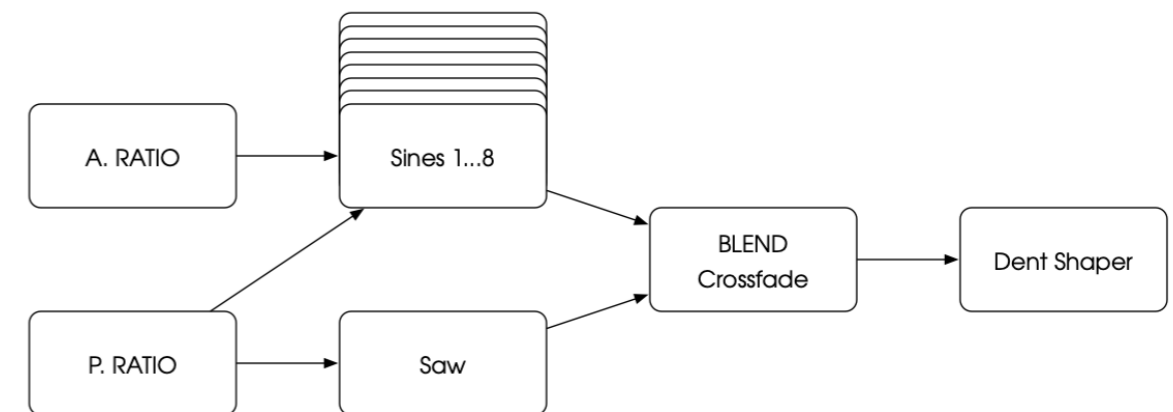 A. RATIO
Sines 1...8
BLEND
Crossfade
Dent Shaper
P. RATIO
Saw